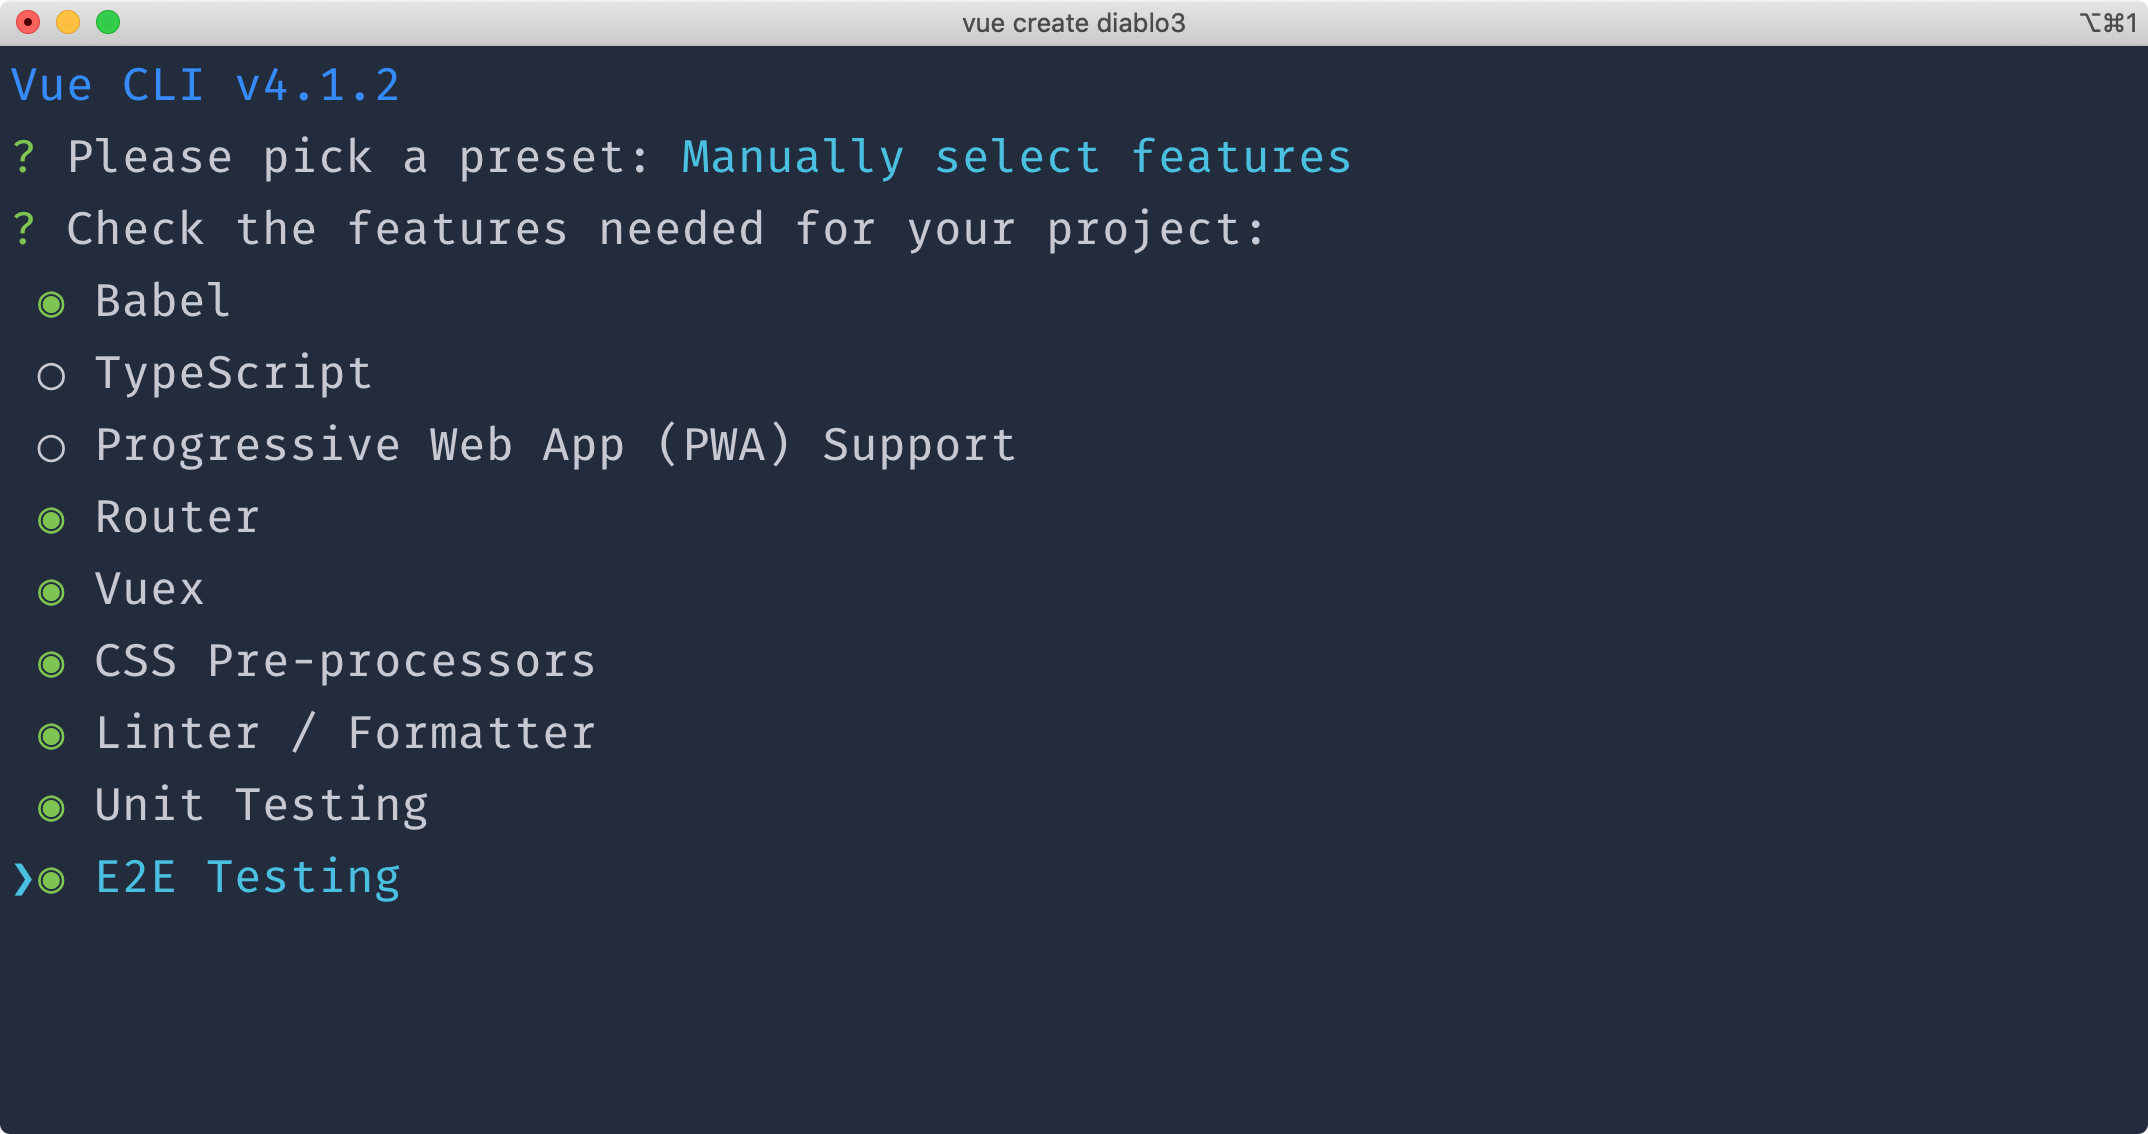 vue create diablo3 ⌥⌘1
Vue CLI v4.1.2
? Please pick a preset: Manually select features
? Check the features needed for your project:
◉ Babel
◯ TypeScript
◯ Progressive Web App (PWA) Support
◉ Router
◉ Vuex
◉ CSS Pre-processors
◉ Linter / Formatter
◉ Unit Testing
❯◉ E2E Testing